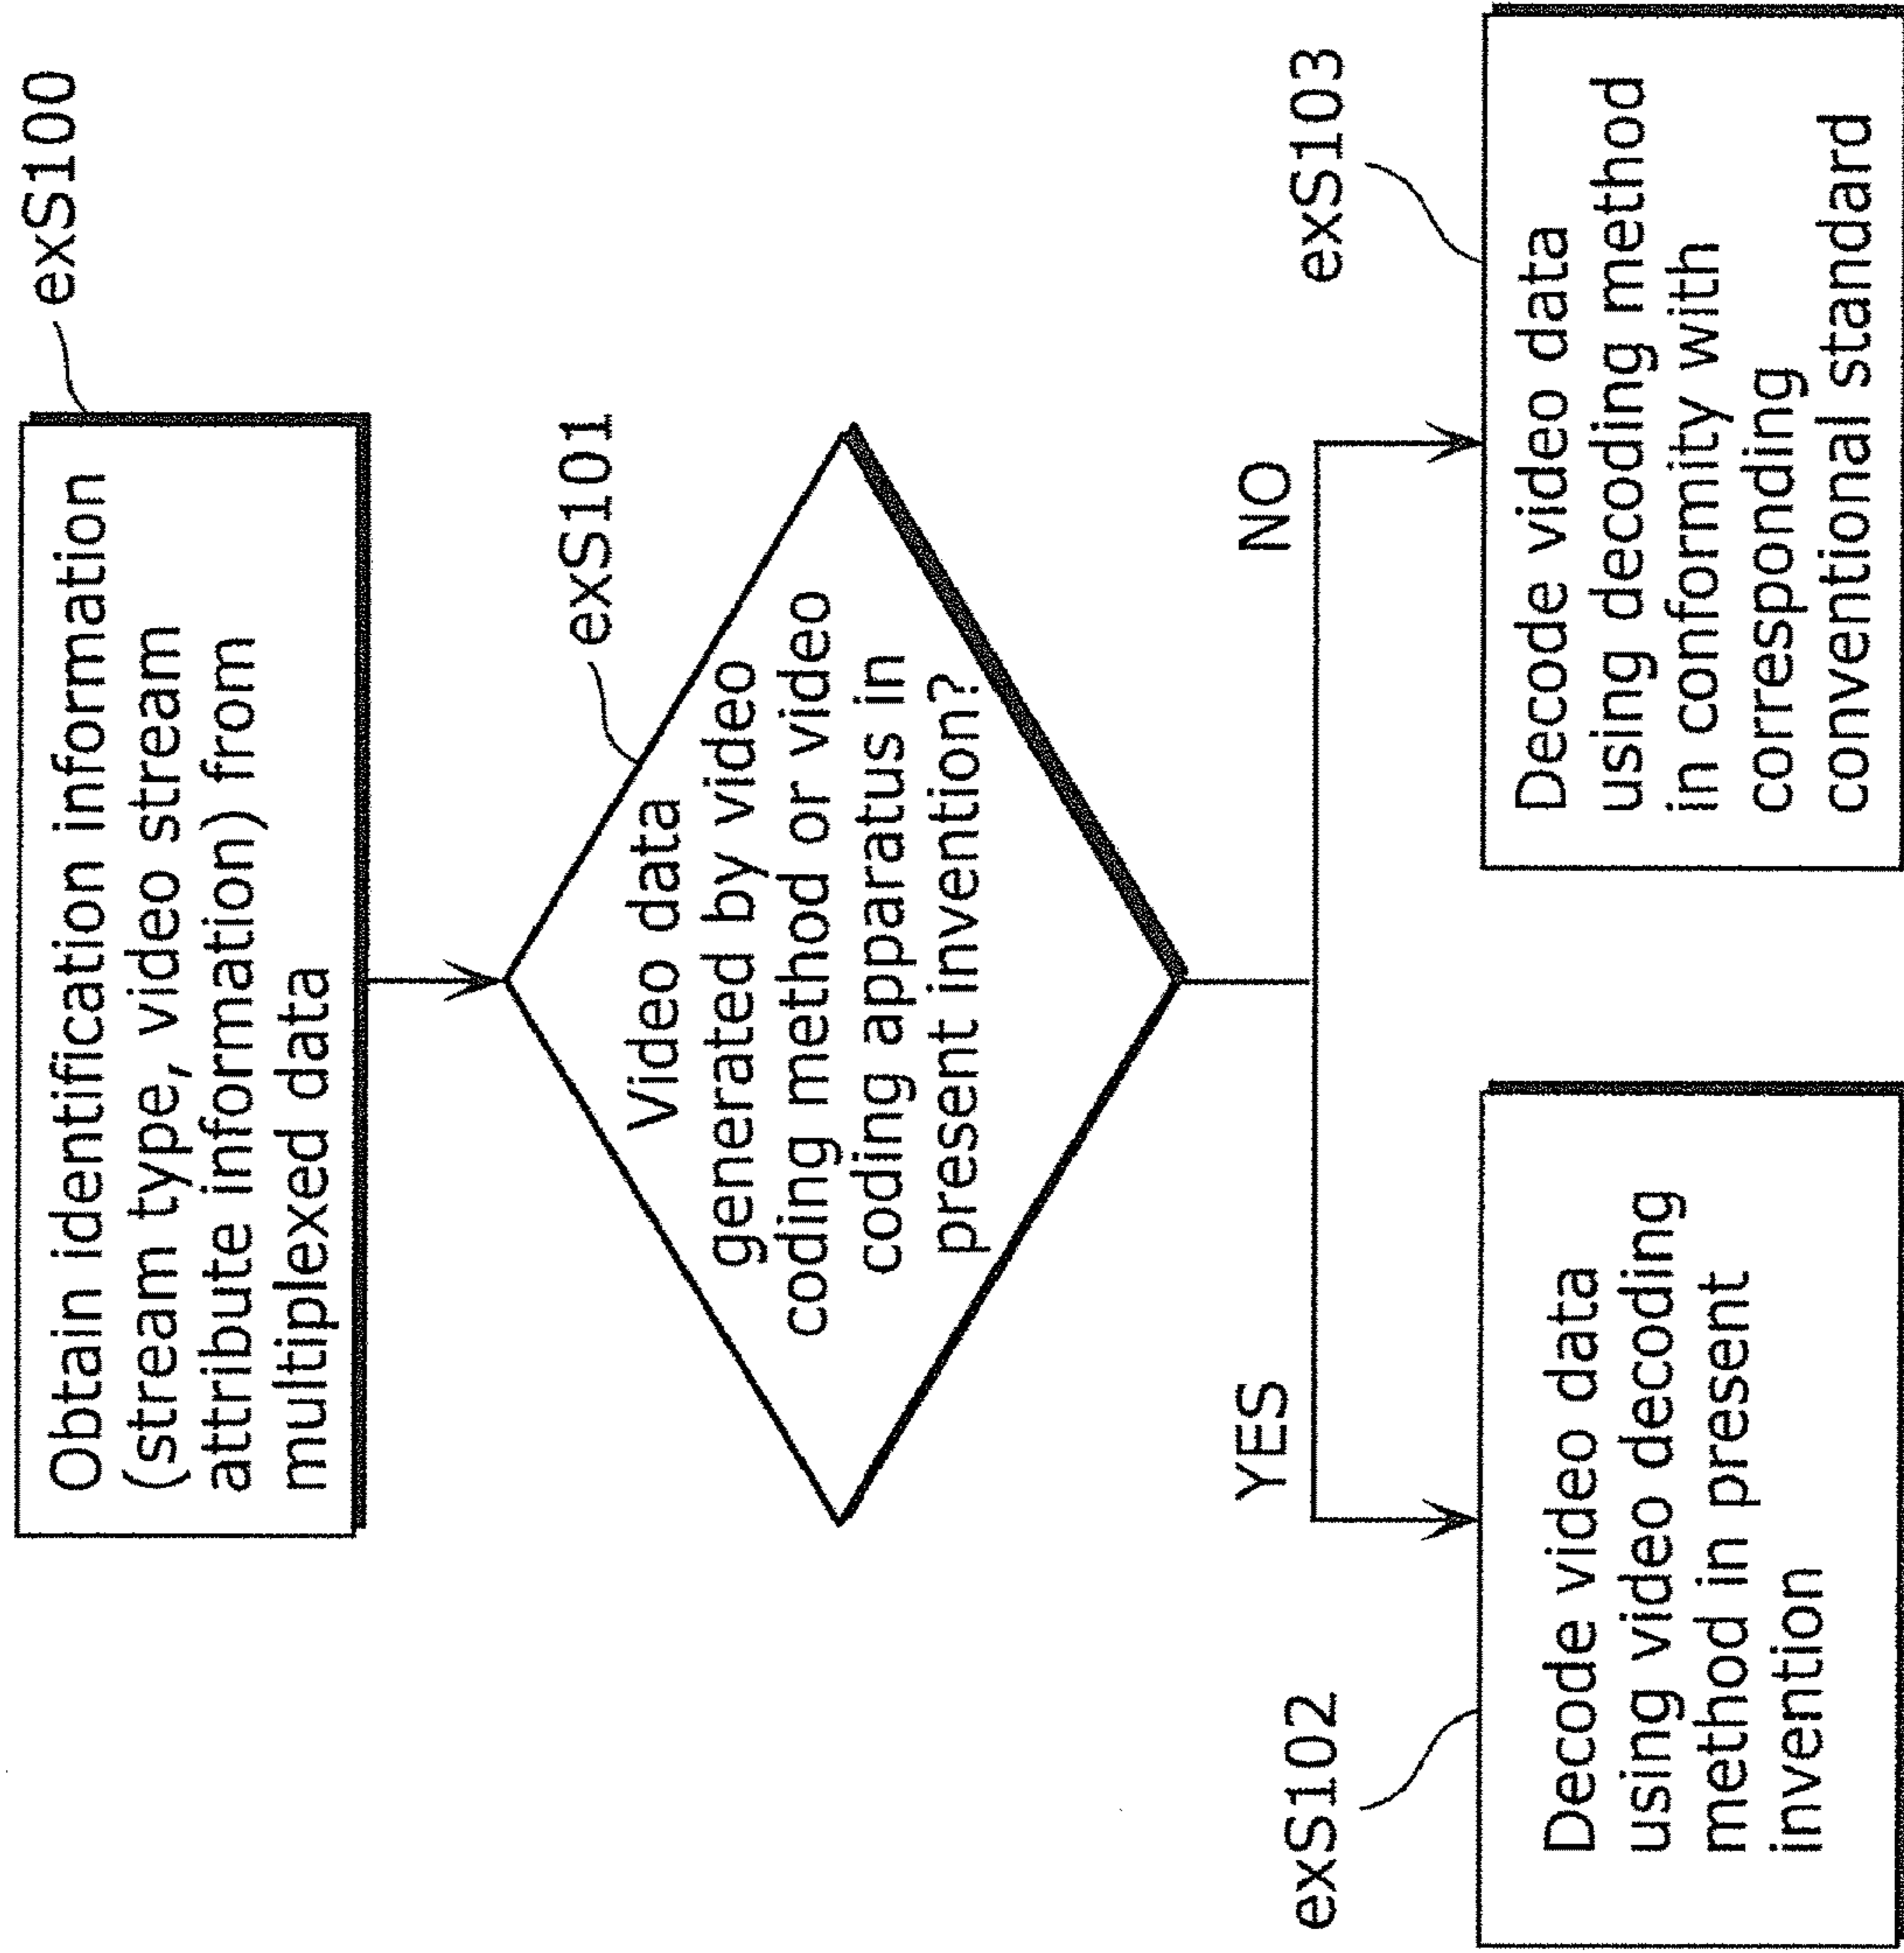 exS100
Obtain identification information
(stream type, video stream
attribute information) from
multiplexed data
exS101
Video data
generated by video
coding method or video
coding apparatus in
present invention?
YES
NO
exS102
exS103
Decode video data
using video decoding
method in present
invention
Decode video data
using decoding method
in conformity with
corresponding
conventional standard